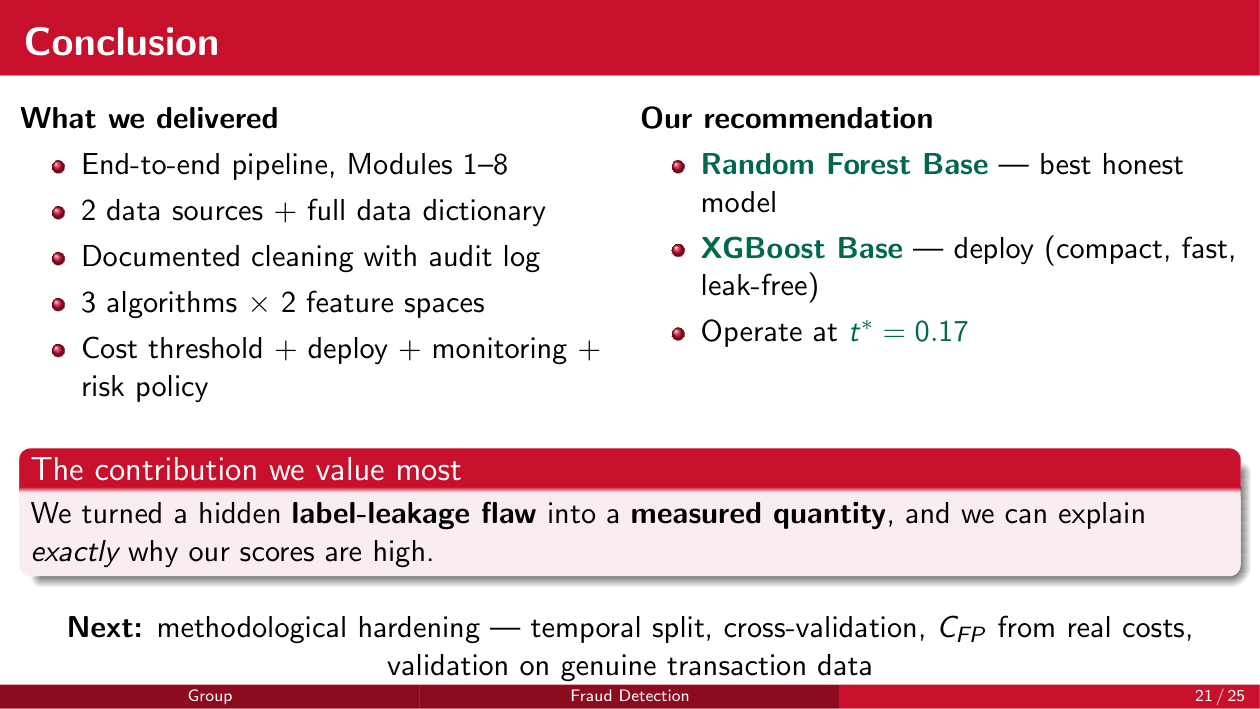 Conclusion
What we delivered
End-to-end pipeline, Modules 1–8
2 data sources + full data dictionary
Documented cleaning with audit log
3 algorithms × 2 feature spaces
Cost threshold + deploy + monitoring +
risk policy
Our recommendation
Random Forest Base — best honest
model
XGBoost Base — deploy (compact, fast,
leak-free)
Operate at t* = 0.17
The contribution we value most
We turned a hidden label-leakage flaw into a measured quantity, and we can explain
exactly why our scores are high.
Next: methodological hardening — temporal split, cross-validation, C_FP from real costs,
validation on genuine transaction data
Group
Fraud Detection
21 / 25